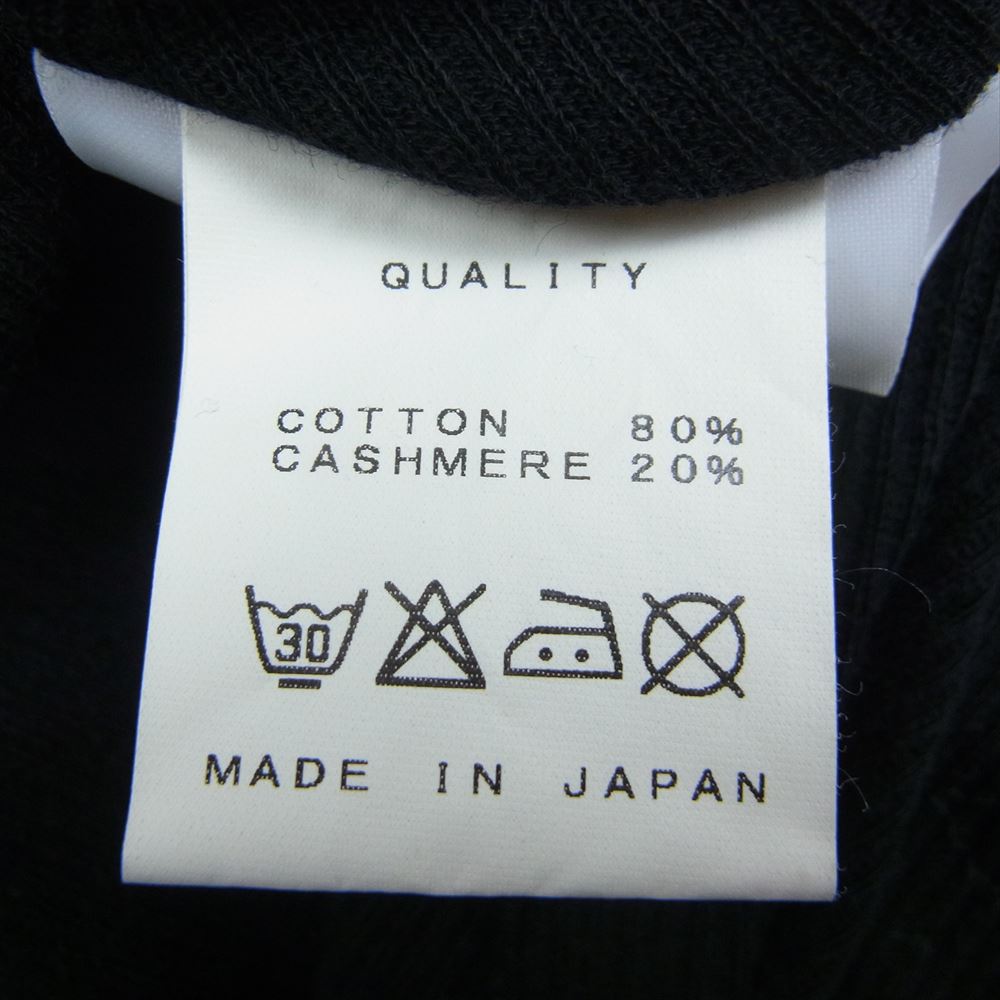 QUALITY
COTTON 80%
CASHMERE 20%
30
MADE IN JAPAN